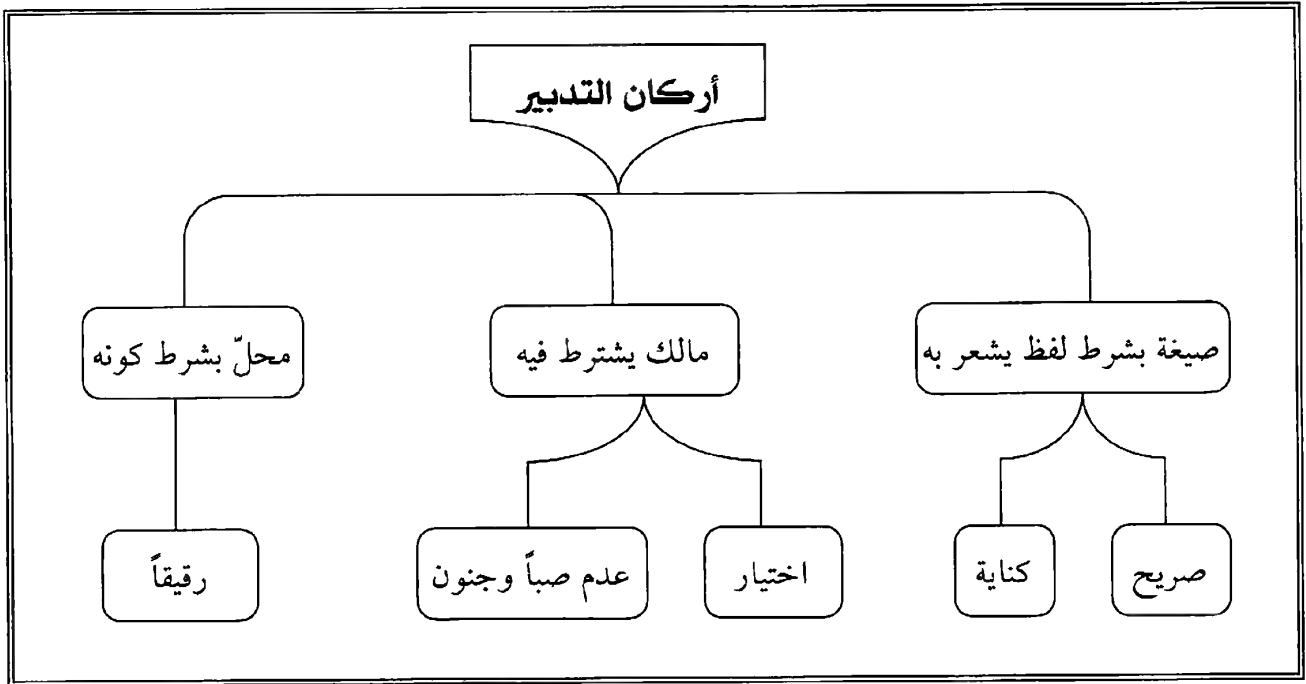 أركان التدبير
صيغة بشرط لفظ يشعر به
مالك يشترط فيه
محلّ بشرط كونه
صريح
كناية
اختيار
عدم صباً وجنون
رقيقاً